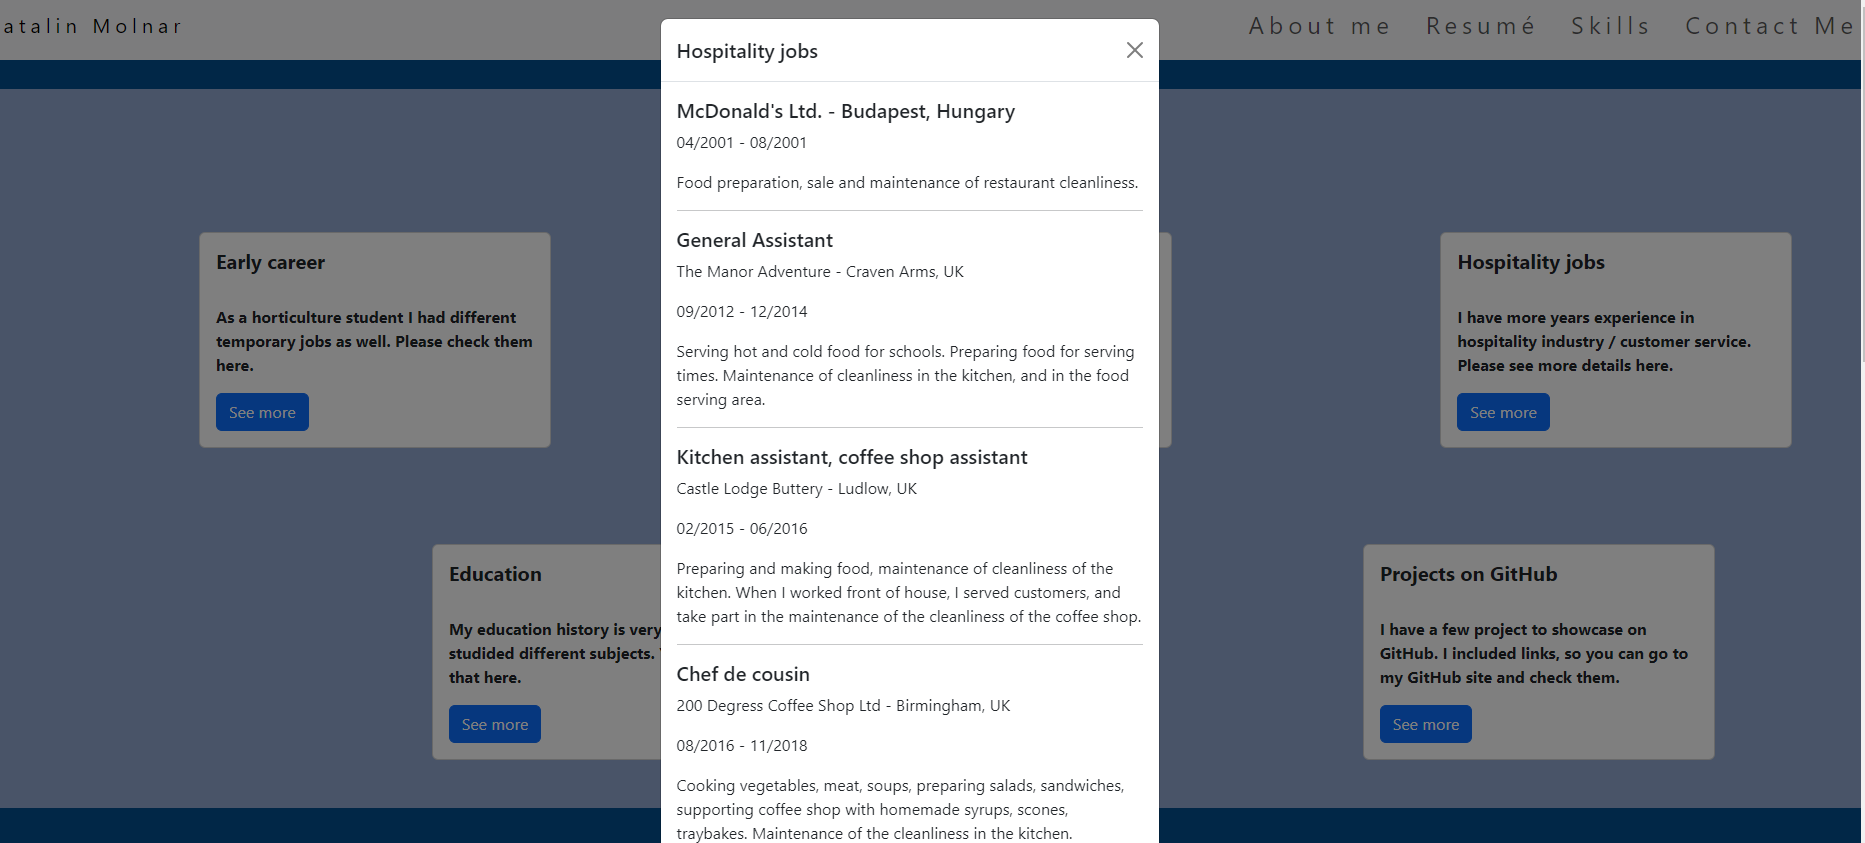 atalin Molnar
About me Resumé Skills Contact Me
Hospitality jobs
McDonald's Ltd. - Budapest, Hungary
04/2001 - 08/2001
Food preparation, sale and maintenance of restaurant cleanliness.
General Assistant
The Manor Adventure - Craven Arms, UK
09/2012 - 12/2014
Serving hot and cold food for schools. Preparing food for serving
times. Maintenance of cleanliness in the kitchen, and in the food
serving area.
Kitchen assistant, coffee shop assistant
Castle Lodge Buttery - Ludlow, UK
02/2015 - 06/2016
Preparing and making food, maintenance of cleanliness of the
kitchen. When I worked front of house, I served customers, and
take part in the maintenance of the cleanliness of the coffee shop.
Chef de cousin
200 Degress Coffee Shop Ltd - Birmingham, UK
08/2016 - 11/2018
Cooking vegetables, meat, soups, preparing salads, sandwiches,
supporting coffee shop with homemade syrups, scones,
traybakes. Maintenance of the cleanliness in the kitchen.
Early career
As a horticulture student I had different
temporary jobs as well. Please check them
here.
See more
Hospitality jobs
I have more years experience in
hospitality industry / customer service.
Please see more details here.
See more
Education
My education history is very
studided different subjects.
that here.
See more
Projects on GitHub
I have a few project to showcase on
GitHub. I included links, so you can go to
my GitHub site and check them.
See more